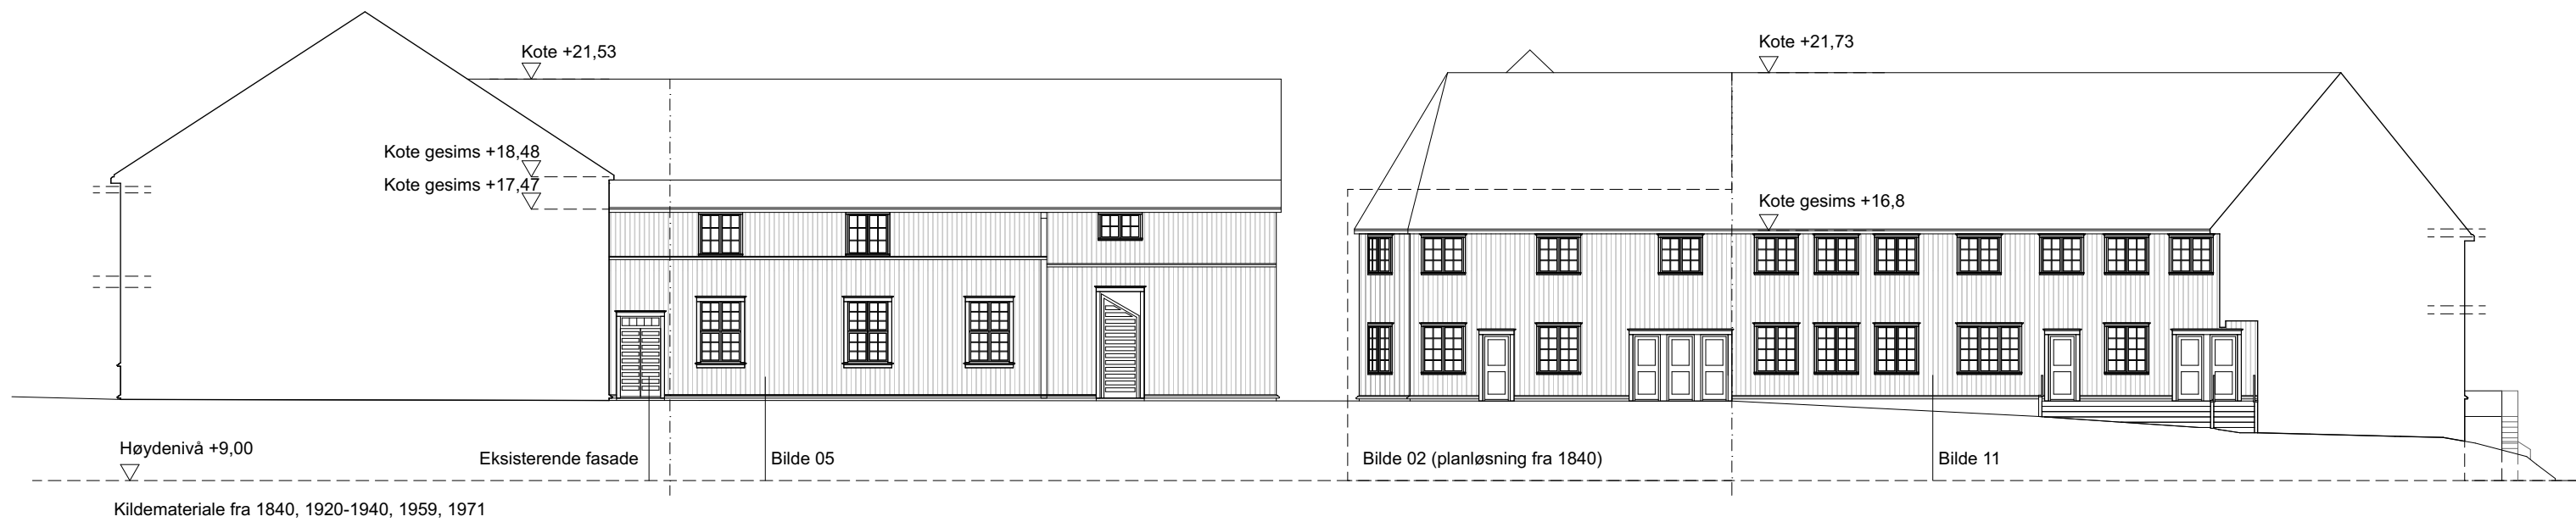 Kote +21,53
Kote +21,73
Kote gesims +18,48
Kote gesims +17,47
Kote gesims +16,8
Høydenivå +9,00
Eksisterende fasade
Bilde 05
Bilde 02 (planløsning fra 1840)
Bilde 11
Kildemateriale fra 1840, 1920-1940, 1959, 1971